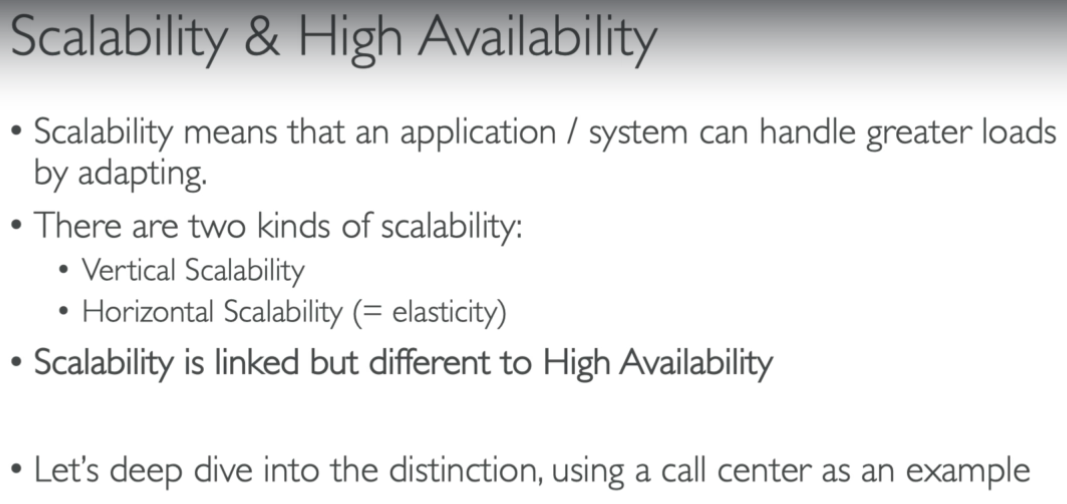 Scalability & High Availability
• Scalability means that an application / system can handle greater loads
by adapting.
• There are two kinds of scalability:
• Vertical Scalability
• Horizontal Scalability (= elasticity)
• Scalability is linked but different to High Availability
• Let's deep dive into the distinction, using a call center as an example